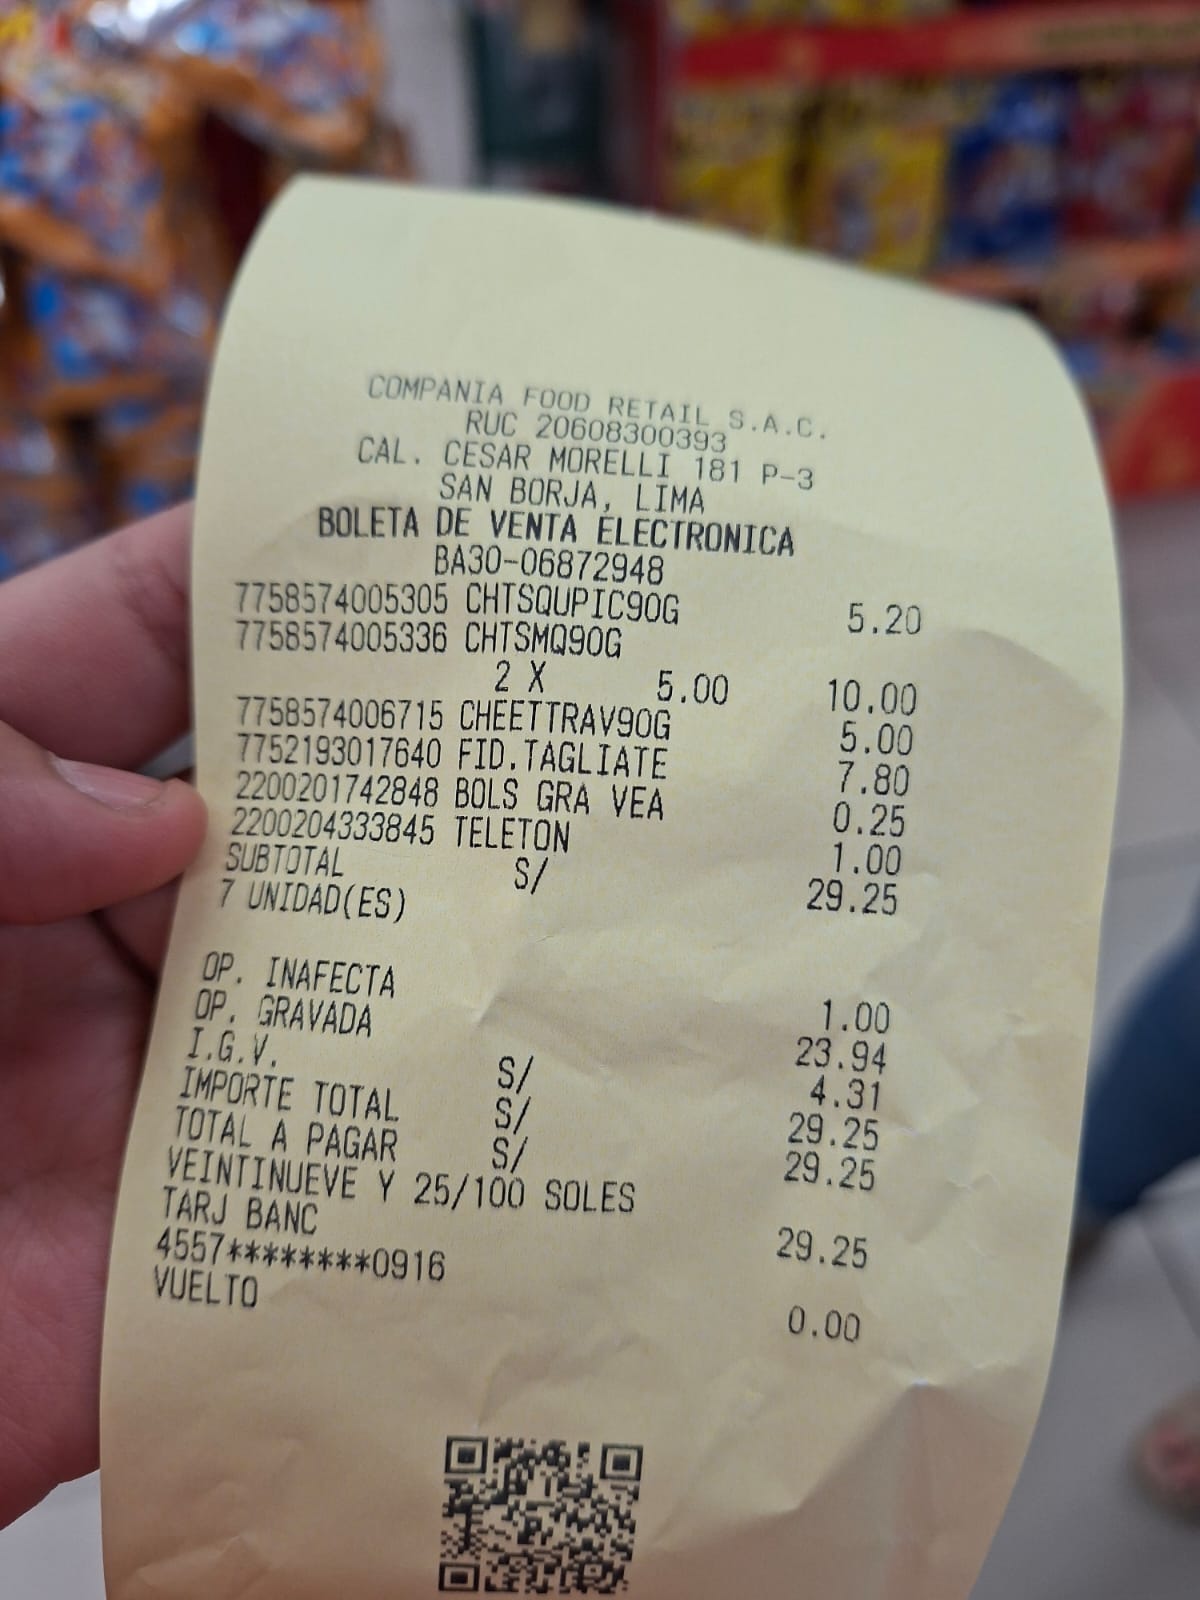 COMPANIA FOOD RETAIL S.A.C.
RUC 20608300393
CAL. CESAR MORELLI 181 P-3
SAN BORJA, LIMA
BOLETA DE VENTA ELECTRONICA
BA30-06872948
7758574005305 CHTSQUPIC90G 5.20
7758574005336 CHTSMQ90G
2 X 5.00 10.00
7758574006715 CHEETTRAV90G 5.00
7752193017640 FID.TAGLIATE 7.80
2200201742848 BOLS GRA VEA 0.25
2200204333845 TELETON 1.00
SUBTOTAL S/ 29.25
7 UNIDAD(ES)
OP. INAFECTA 1.00
OP. GRAVADA 23.94
I.G.V. S/ 4.31
IMPORTE TOTAL S/ 29.25
TOTAL A PAGAR S/ 29.25
VEINTINUEVE Y 25/100 SOLES
TARJ BANC 29.25
4557********0916
VUELTO 0.00